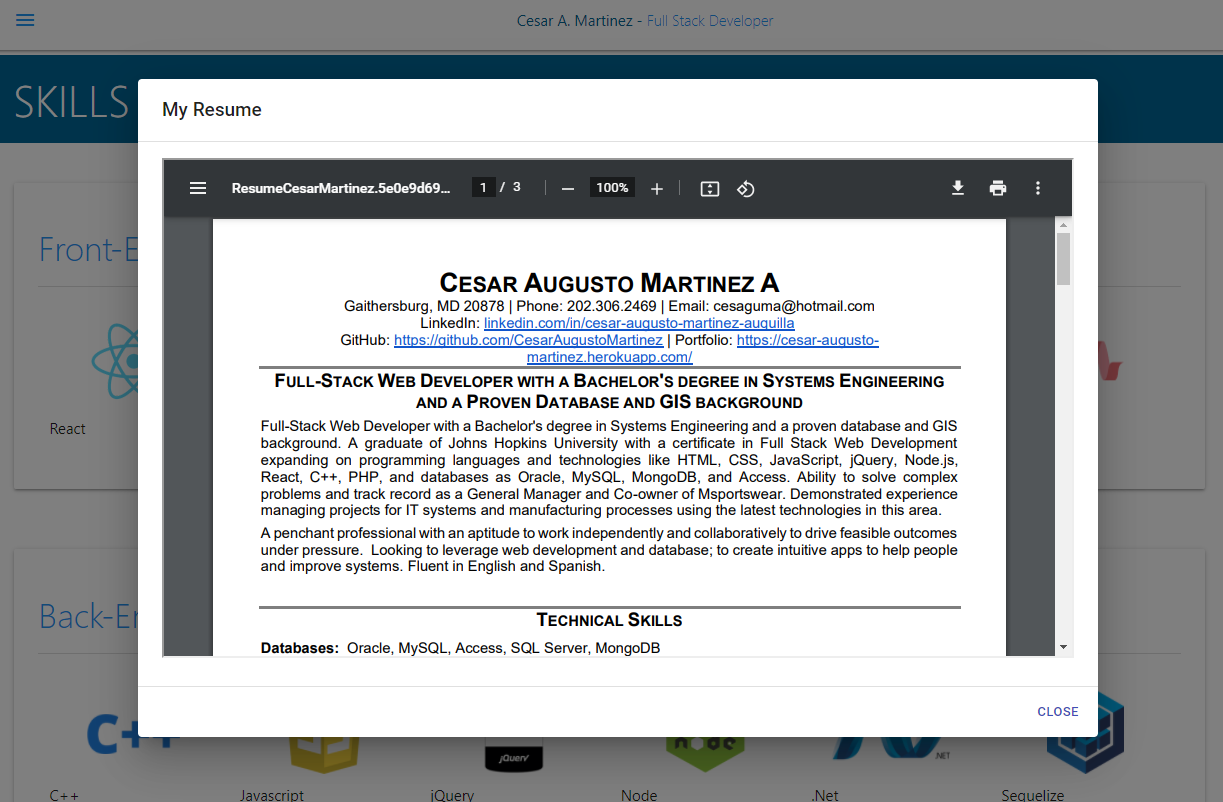 Cesar A. Martinez - Full Stack Developer
SKILLS
My Resume
ResumeCesarMartinez.5e0e9d69...
1 / 3
100%
Front-E
CESAR AUGUSTO MARTINEZ A
Gaithersburg, MD 20878 | Phone: 202.306.2469 | Email: cesaguma@hotmail.com
LinkedIn: linkedin.com/in/cesar-augusto-martinez-auquilla
GitHub: https://github.com/CesarAugustoMartinez | Portfolio: https://cesar-augusto-
martinez.herokuapp.com/
FULL-STACK WEB DEVELOPER WITH A BACHELOR'S DEGREE IN SYSTEMS ENGINEERING
AND A PROVEN DATABASE AND GIS BACKGROUND
Full-Stack Web Developer with a Bachelor's degree in Systems Engineering and a proven database and GIS
background. A graduate of Johns Hopkins University with a certificate in Full Stack Web Development
expanding on programming languages and technologies like HTML, CSS, JavaScript, jQuery, Node.js,
React, C++, PHP, and databases as Oracle, MySQL, MongoDB, and Access. Ability to solve complex
problems and track record as a General Manager and Co-owner of Msportswear. Demonstrated experience
managing projects for IT systems and manufacturing processes using the latest technologies in this area.
A penchant professional with an aptitude to work independently and collaboratively to drive feasible outcomes
under pressure. Looking to leverage web development and database; to create intuitive apps to help people
and improve systems. Fluent in English and Spanish.
React
TECHNICAL SKILLS
Databases: Oracle, MySQL, Access, SQL Server, MongoDB
Back-En
CLOSE
C++
jQuery
node
.NET
C++
Javascript
jQuery
Node
.Net
Sequelize